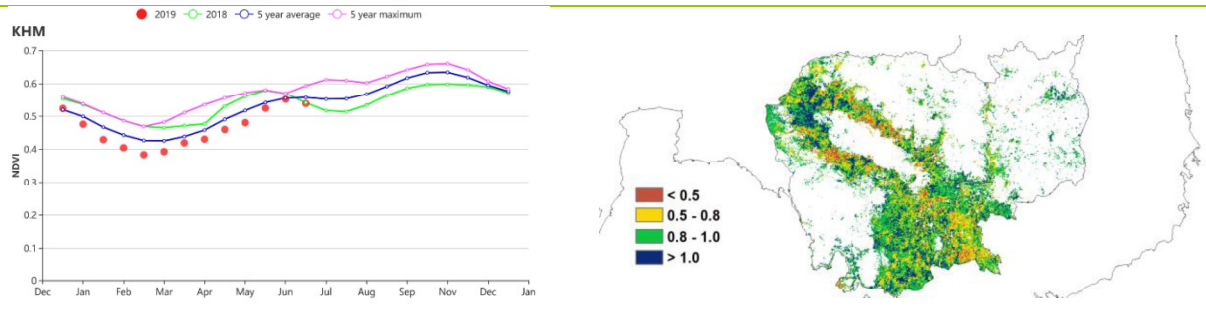 2019 2018 5 year average 5 year maximum
KHM
0.7
0.6
0.5
0.4
0.3
0.2
0.1
0
NDVI
Dec Jan Feb Mar Apr May Jun Jul Aug Sep Nov Dec Jan
< 0.5
0.5 - 0.8
0.8 - 1.0
> 1.0